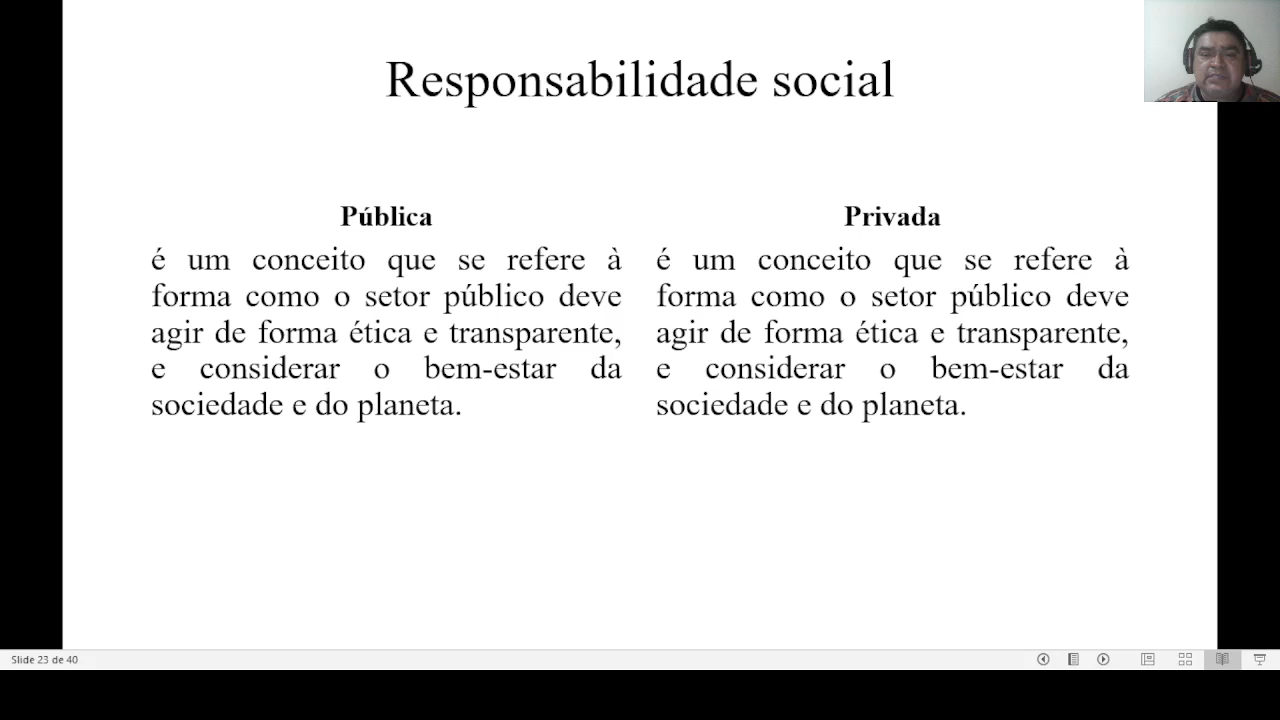 Responsabilidade social
Pública
é um conceito que se refere à
forma como o setor público deve
agir de forma ética e transparente,
e considerar o bem-estar da
sociedade e do planeta.
Privada
é um conceito que se refere à
forma como o setor público deve
agir de forma ética e transparente,
e considerar o bem-estar da
sociedade e do planeta.
Slide 23 de 40